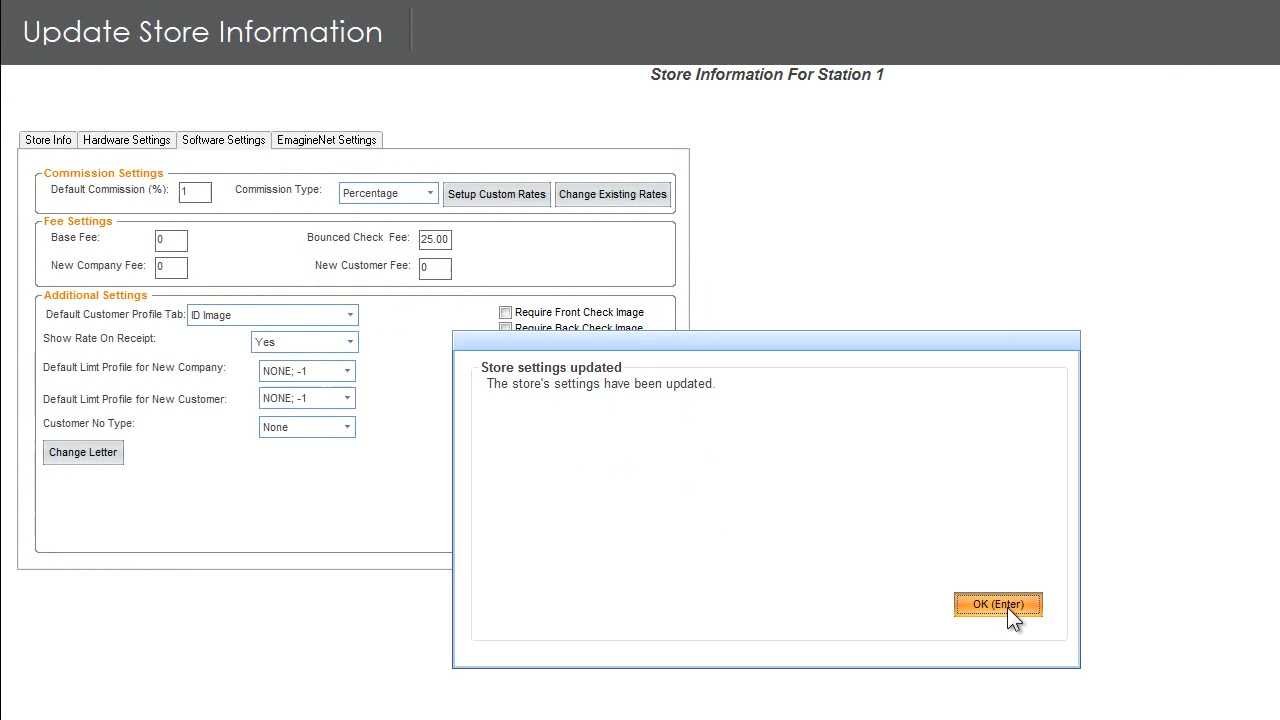 Update Store Information
Store Information For Station 1
Store Info Hardware Settings Software Settings EmagineNet Settings
Commission Settings
Default Commission (%): 1 Commission Type: Percentage Setup Custom Rates Change Existing Rates
Fee Settings
Base Fee: 0 Bounced Check Fee: 25.00
New Company Fee: 0 New Customer Fee: 0
Additional Settings
Default Customer Profile Tab: ID Image Require Front Check Image
Require Back Check Image
Show Rate On Receipt: Yes
Default Limt Profile for New Company: NONE; -1
Default Limt Profile for New Customer: NONE; -1
Customer No Type: None
Change Letter
Store settings updated
The store's settings have been updated.
OK (Enter)